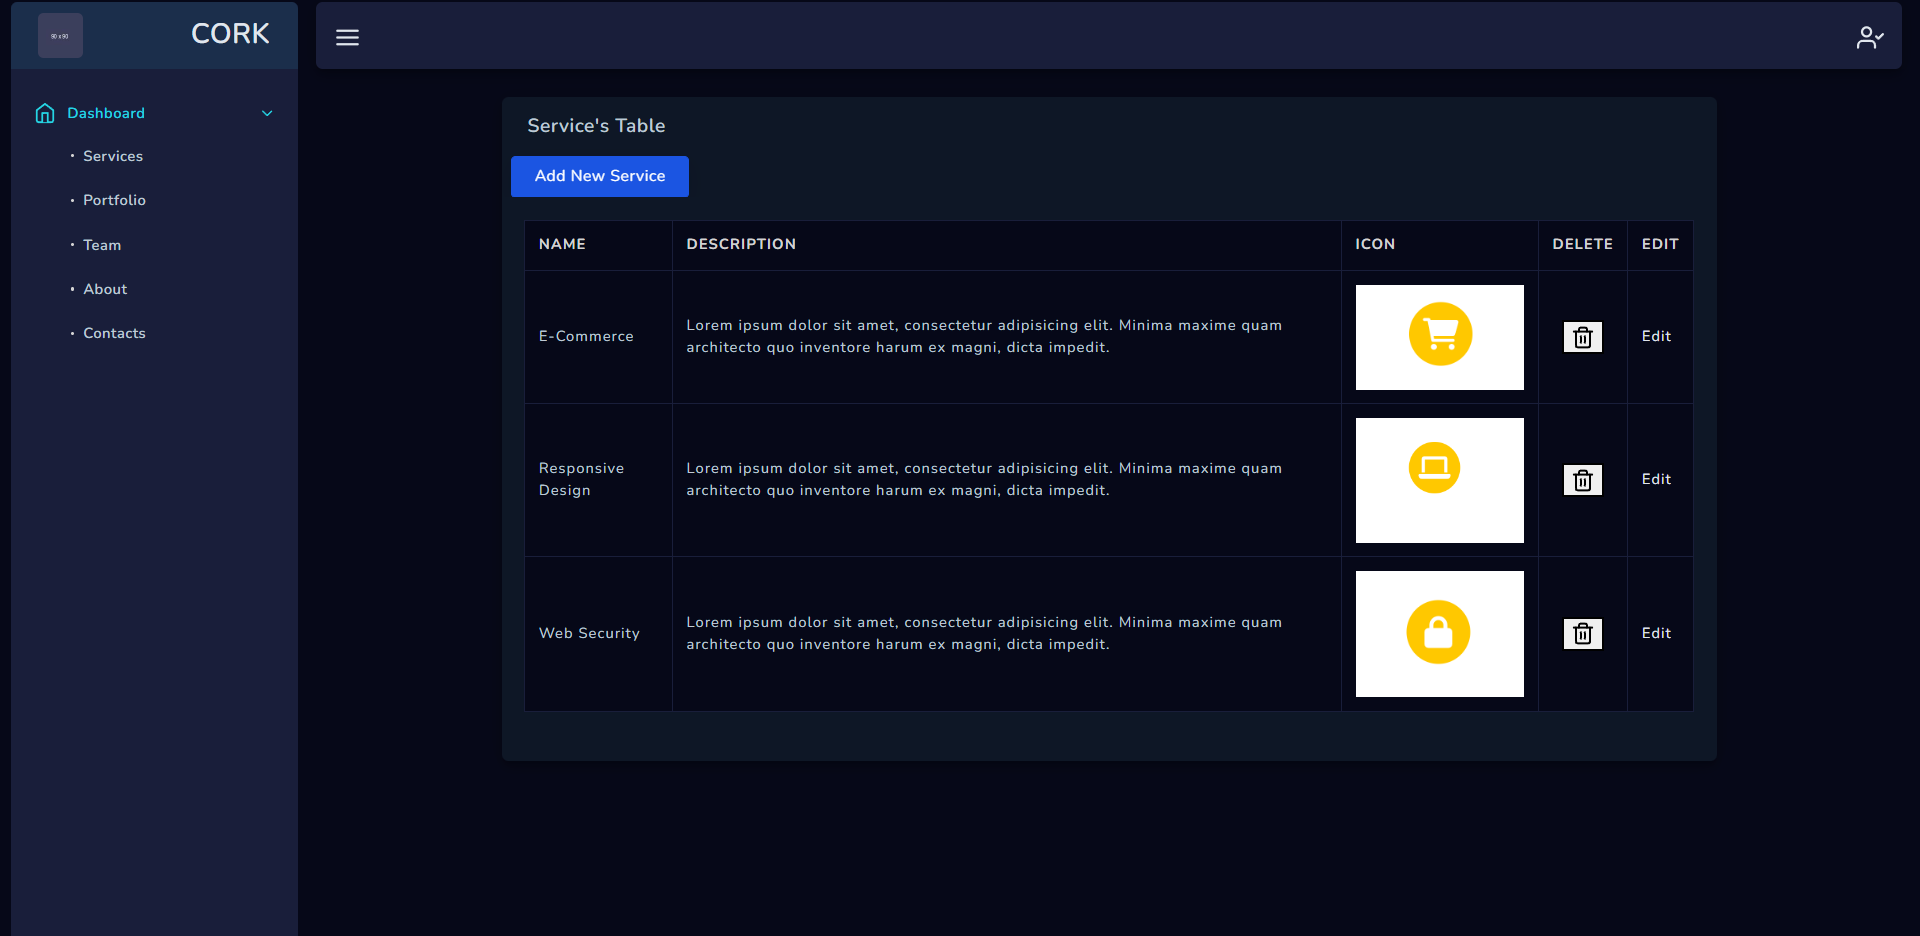 90 x 90
CORK
Dashboard
Services
Portfolio
Team
About
Contacts
Service's Table
Add New Service
NAME DESCRIPTION ICON DELETE EDIT
E-Commerce
Lorem ipsum dolor sit amet, consectetur adipisicing elit. Minima maxime quam
architecto quo inventore harum ex magni, dicta impedit.
Edit
Responsive
Design
Lorem ipsum dolor sit amet, consectetur adipisicing elit. Minima maxime quam
architecto quo inventore harum ex magni, dicta impedit.
Edit
Web Security
Lorem ipsum dolor sit amet, consectetur adipisicing elit. Minima maxime quam
architecto quo inventore harum ex magni, dicta impedit.
Edit